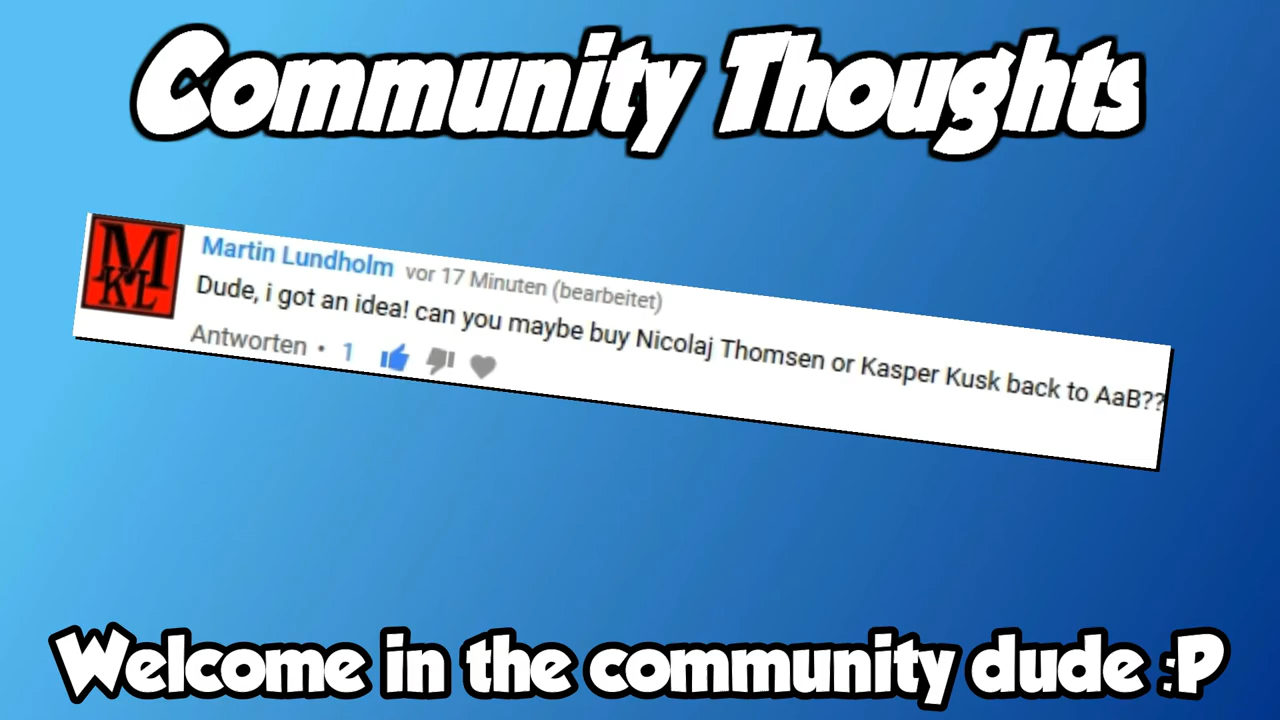 Community Thoughts
MKL
Martin Lundholm vor 17 Minuten (bearbeitet)
Dude, i got an idea! can you maybe buy Nicolaj Thomsen or Kasper Kusk back to AaB??
Antworten • 1
Welcome in the community dude :P